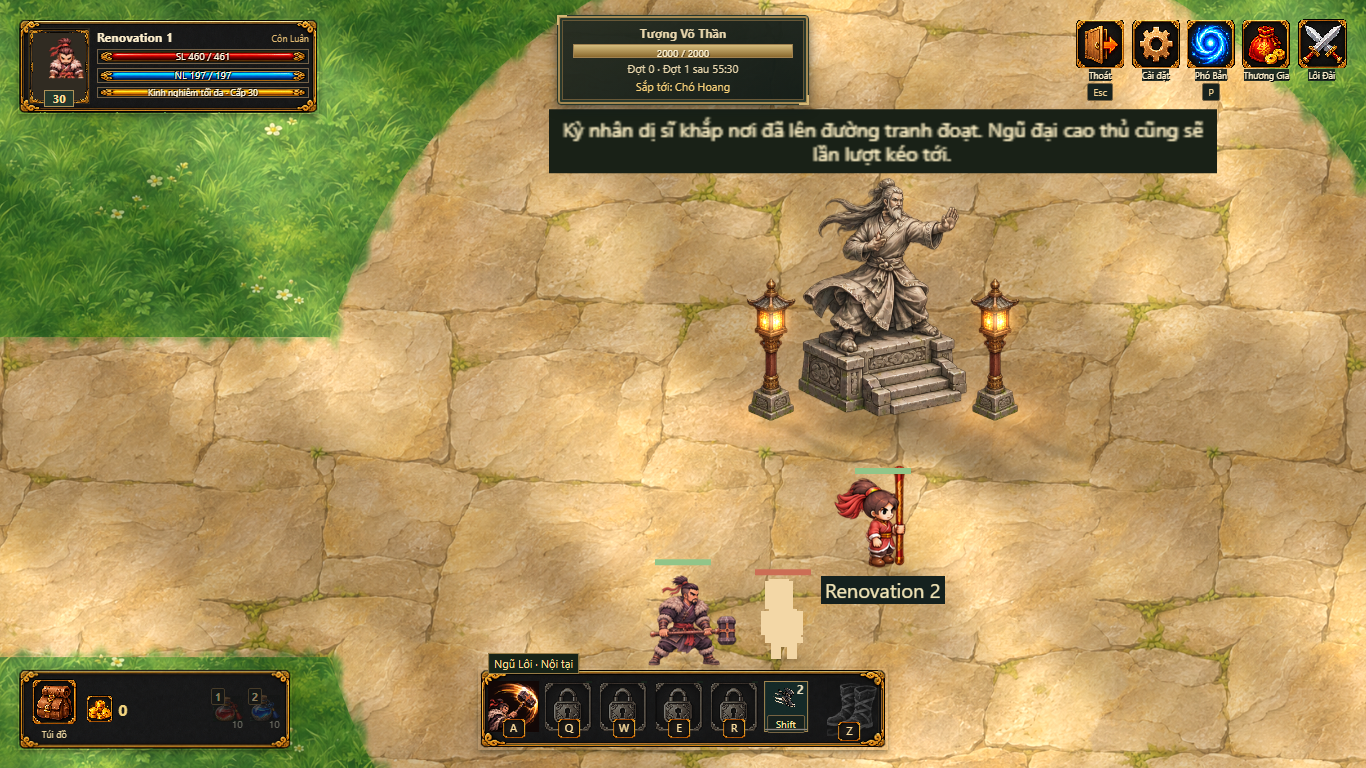 Renovation 1
Côn Luân
SL 460 / 461
NL 197 / 197
Kinh nghiệm tối đa - Cấp 30
30
Tượng Võ Thần
2000 / 2000
Đợt 0 · Đợt 1 sau 55:30
Sắp tới: Chó Hoang
Kỳ nhân dị sĩ khắp nơi đã lên đường tranh đoạt. Ngũ đại cao thủ cũng sẽ
lần lượt kéo tới.
Thoát
Cài đặt
Phó Bản
Thương Gia
Lôi Đài
Esc
P
Renovation 2
Ngũ Lôi · Nội tại
A
Q
W
E
R
2
Shift
Z
Túi đồ
0
1
10
2
10